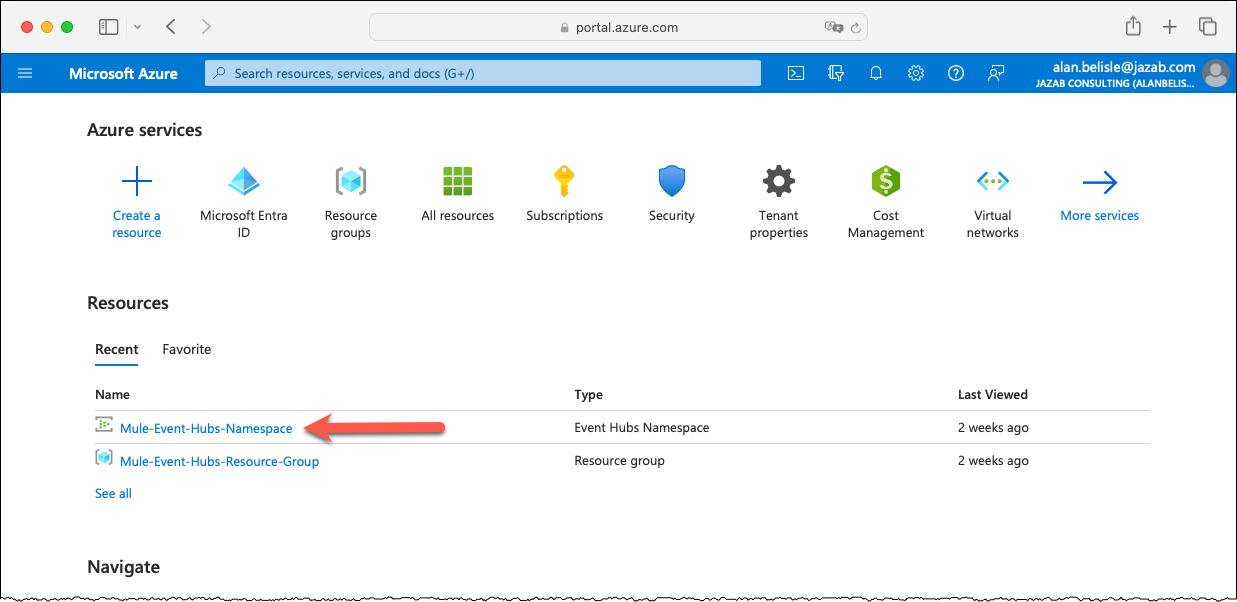 portal.azure.com
Microsoft Azure
Search resources, services, and docs (G+/)
alan.belisle@jazab.com
JAZAB CONSULTING (ALANBELIS...
Azure services
Create a
resource
Microsoft Entra
ID
Resource
groups
All resources
Subscriptions
Security
Tenant
properties
Cost
Management
Virtual
networks
More services
Resources
Recent
Favorite
Name
Type
Last Viewed
Mule-Event-Hubs-Namespace
Event Hubs Namespace
2 weeks ago
Mule-Event-Hubs-Resource-Group
Resource group
2 weeks ago
See all
Navigate